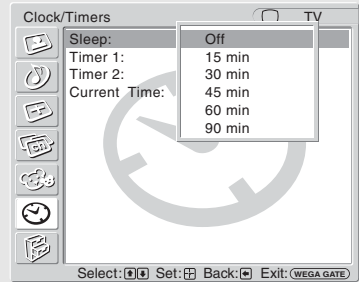 Clock/Timers TV
Sleep: Off
Timer 1: 15 min
Timer 2: 30 min
Current Time: 45 min
60 min
90 min
Select: Set: Back: Exit: WEGA GATE